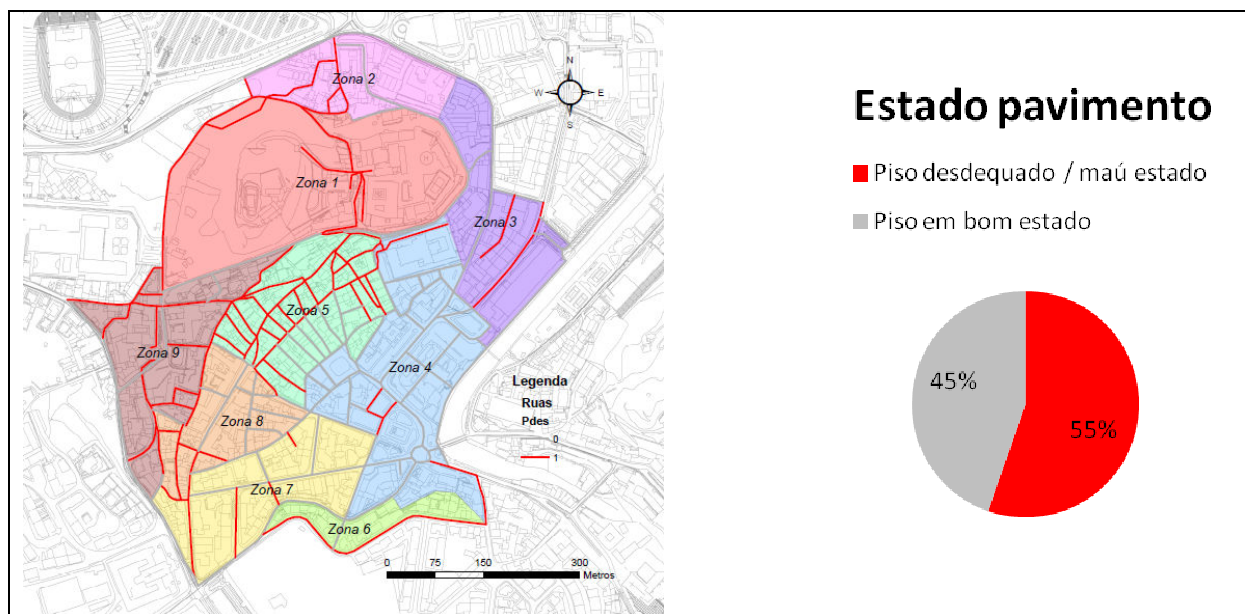 Zona 2
N
W
E
S
Zona 1
Zona 3
Zona 5
Zona 9
Zona 4
Legenda
Ruas
Pdes
0
1
Zona 8
Zona 7
Zona 6
0 75 150 300
Metros
Estado pavimento
Piso desdequado / maú estado
Piso em bom estado
45%
55%